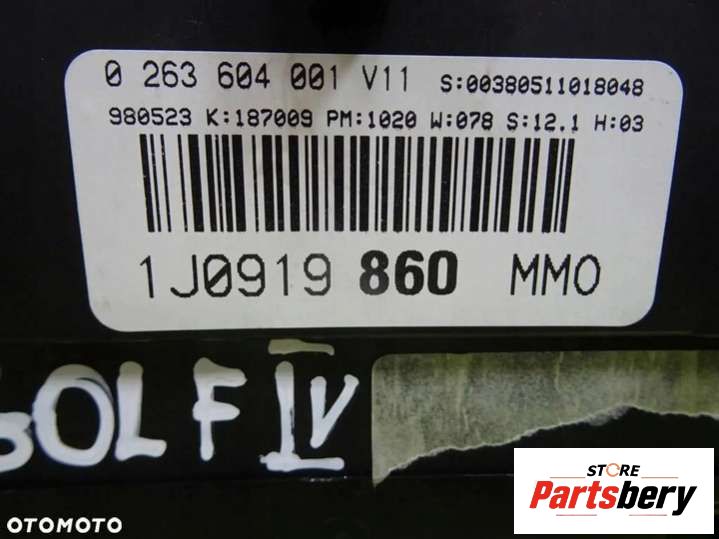 0 263 604 001 V11 S:00380511018048
980523 K:187009 PM:1020 W:078 S:12.1 H:03
1J0919 860 MMO
GOLF IV
STORE
Partsbery
OTOMOTO